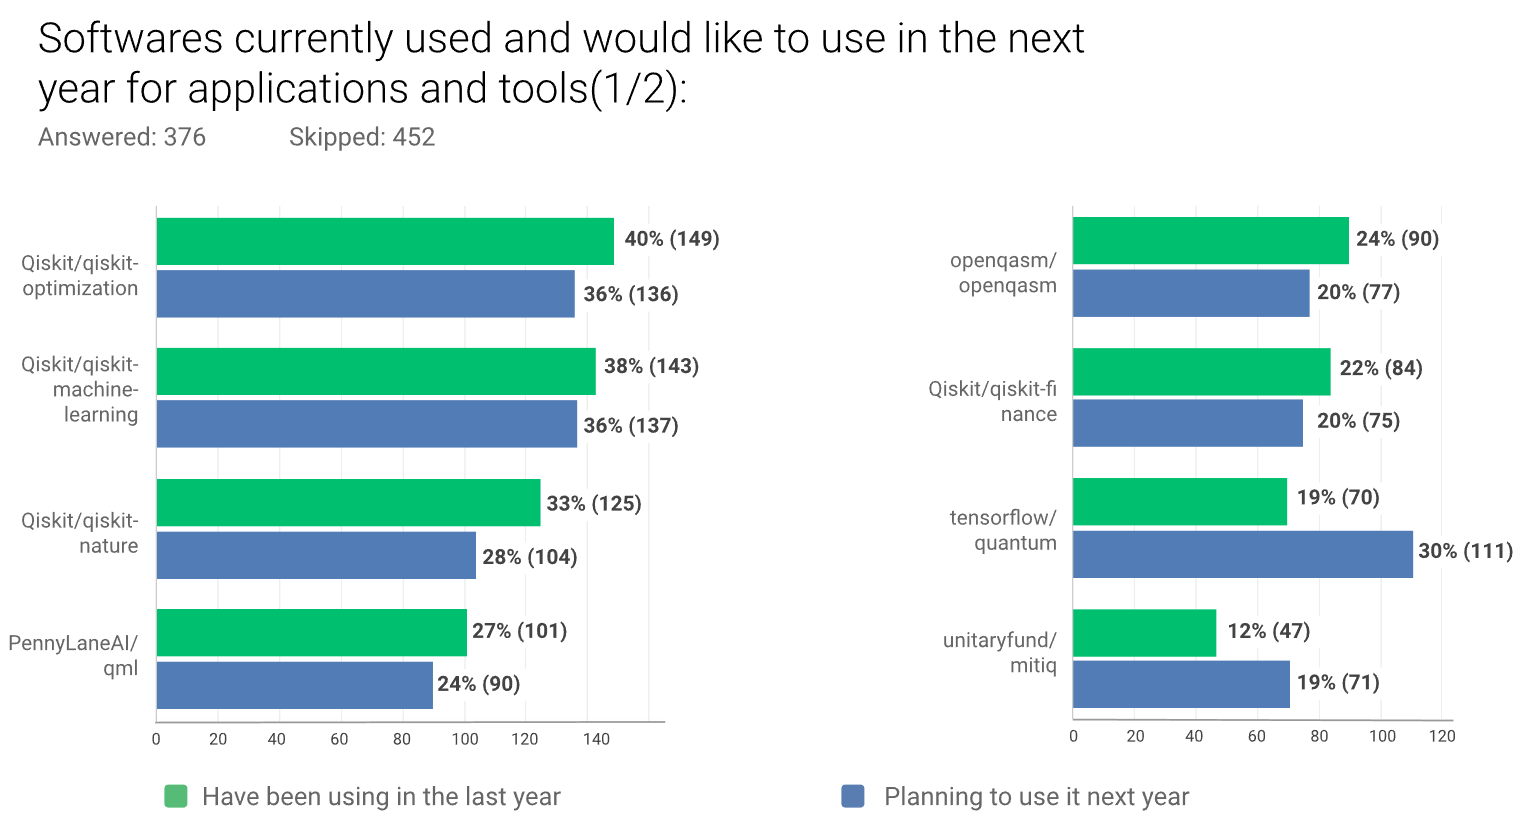 Softwares currently used and would like to use in the next
year for applications and tools(1/2):
Answered: 376 Skipped: 452
Qiskit/qiskit-
optimization
40% (149)
36% (136)
Qiskit/qiskit-
machine-
learning
38% (143)
36% (137)
Qiskit/qiskit-
nature
33% (125)
28% (104)
PennyLaneAI/
qml
27% (101)
24% (90)
0 20 40 60 80 100 120 140
openqasm/
openqasm
24% (90)
20% (77)
Qiskit/qiskit-fi
nance
22% (84)
20% (75)
tensorflow/
quantum
19% (70)
30% (111)
unitaryfund/
mitiq
12% (47)
19% (71)
0 20 40 60 80 100 120
Have been using in the last year
Planning to use it next year